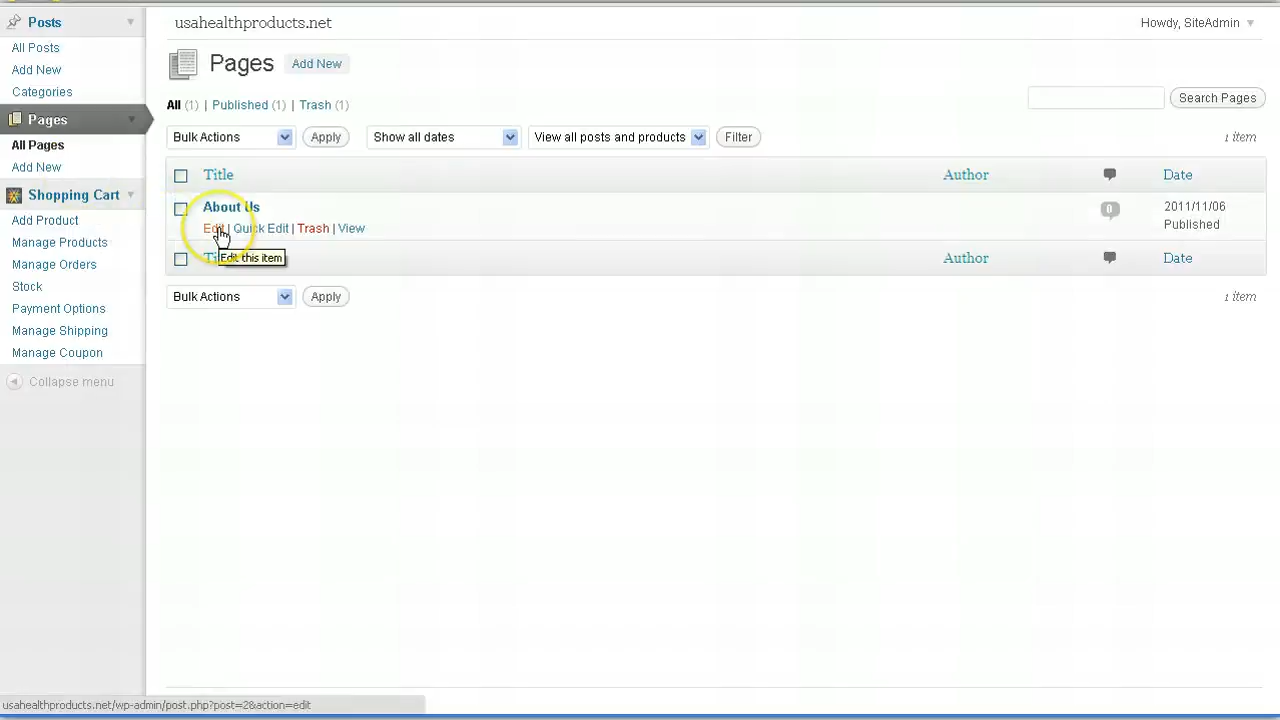 Posts
All Posts
Add New
Categories
Pages
All Pages
Add New
Shopping Cart
Add Product
Manage Products
Manage Orders
Stock
Payment Options
Manage Shipping
Manage Coupon
Collapse menu
usahealthproducts.net
Howdy, SiteAdmin
Pages Add New
All (1) | Published (1) | Trash (1)
Search Pages
Bulk Actions Apply Show all dates View all posts and products Filter 1 item
Title Author Date
About Us 0 2011/11/06
Edit | Quick Edit | Trash | View Published
Edit this item
Author Date
Bulk Actions Apply 1 item
usahealthproducts.net/wp-admin/post.php?post=2&action=edit